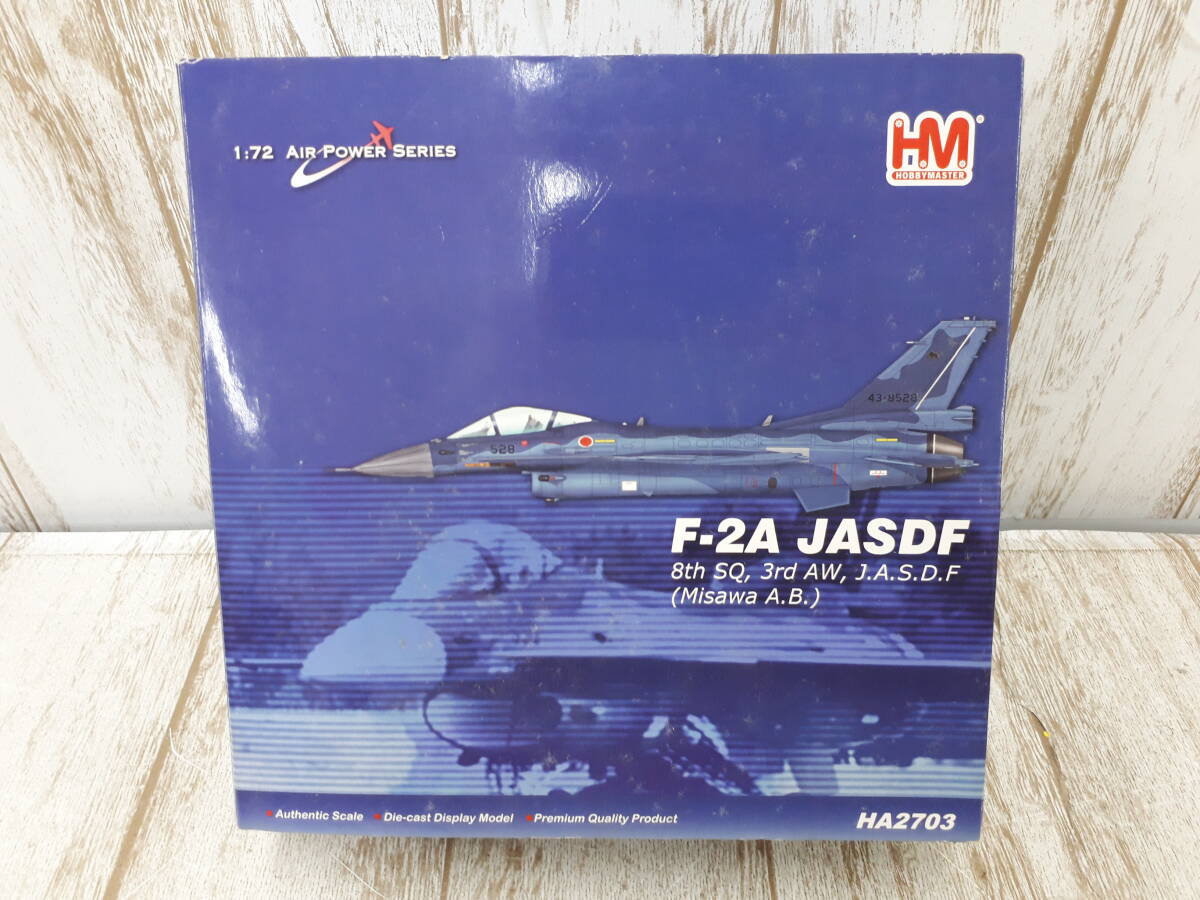 1:72 AIR POWER SERIES
HM
HOBBYMASTER
®
43-8528
528
F-2A JASDF
8th SQ, 3rd AW, J.A.S.D.F
(Misawa A.B.)
Authentic Scale Die-cast Display Model Premium Quality Product
HA2703